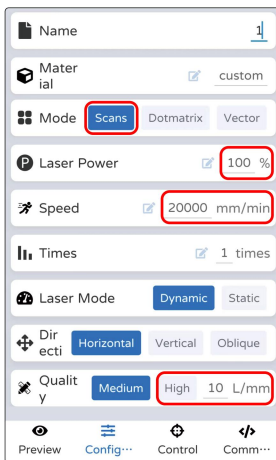 Name 1
Mater
ial custom
Mode Scans Dotmatrix Vector
Laser Power 100 %
Speed 20000 mm/min
Times 1 times
Laser Mode Dynamic Static
Dir
ecti Horizontal Vertical Oblique
Qualit
y Medium High 10 L/mm
Preview Config… Control Comm…